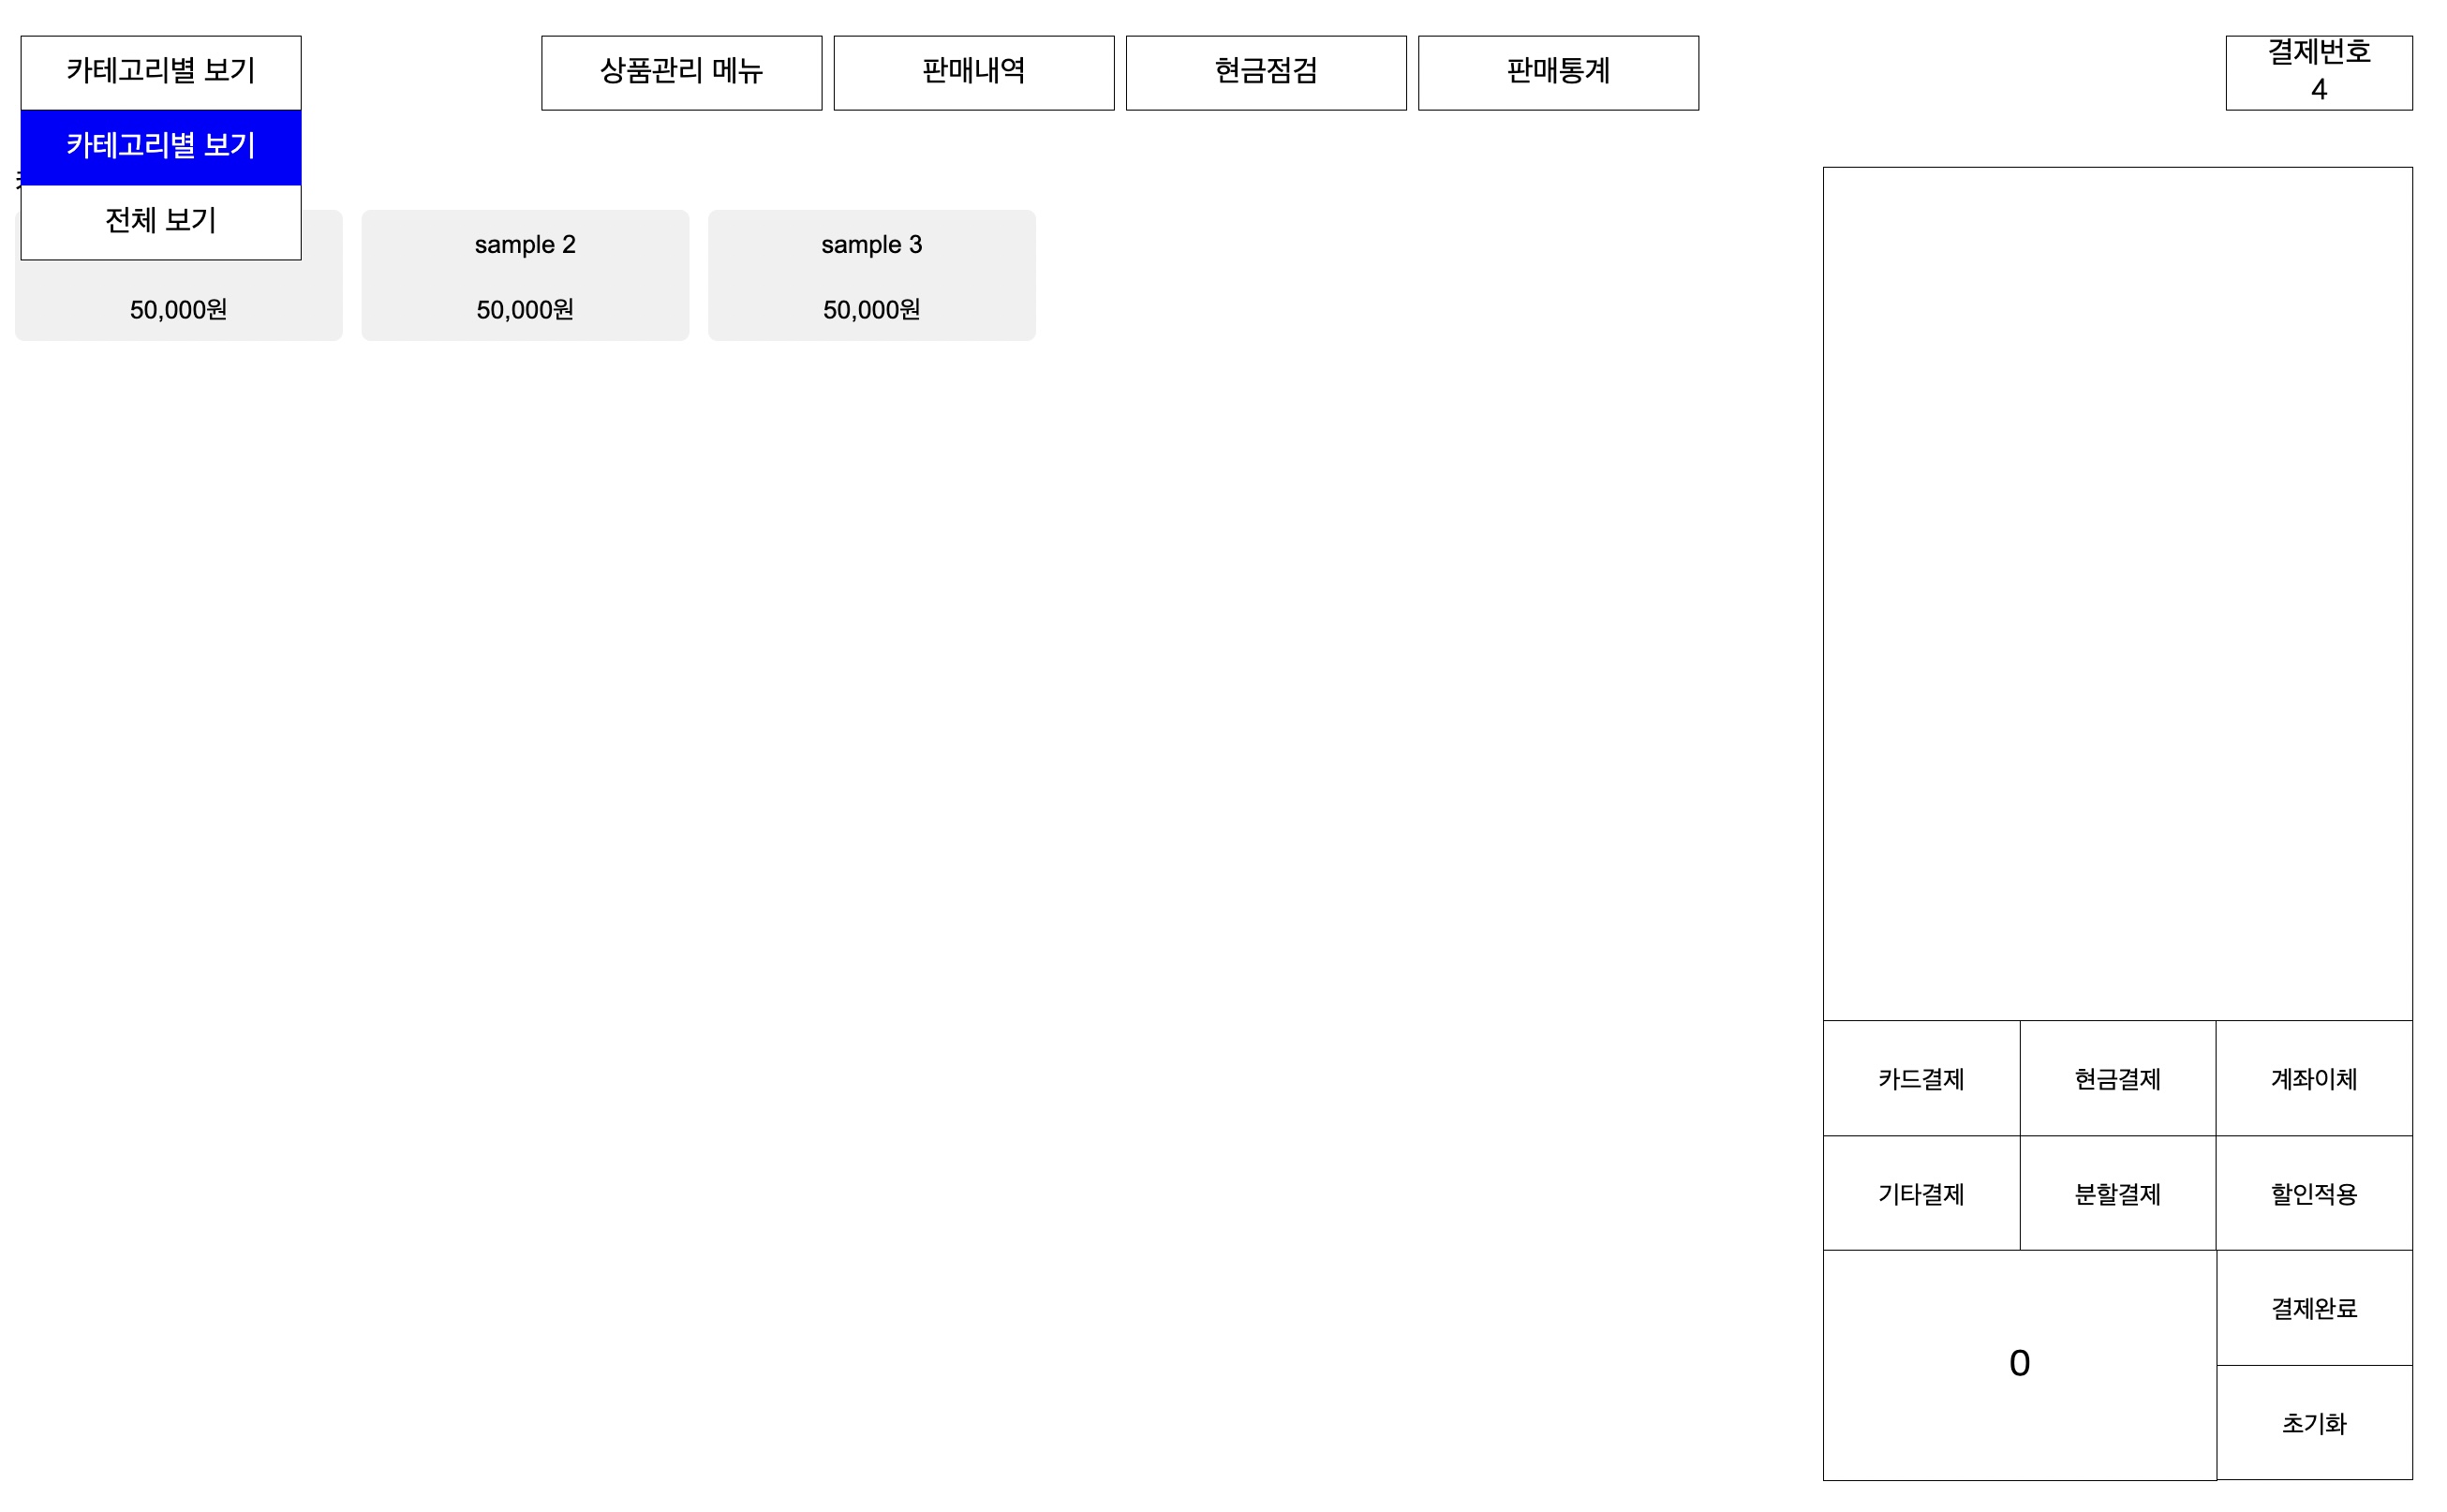 카테고리별 보기
상품관리 메뉴
판매내역
현금점검
판매통계
결제번호
4
카테고리별 보기
전체 보기
sample 2
sample 3
50,000원
50,000원
50,000원
카드결제
현금결제
계좌이체
기타결제
분할결제
할인적용
0
결제완료
초기화